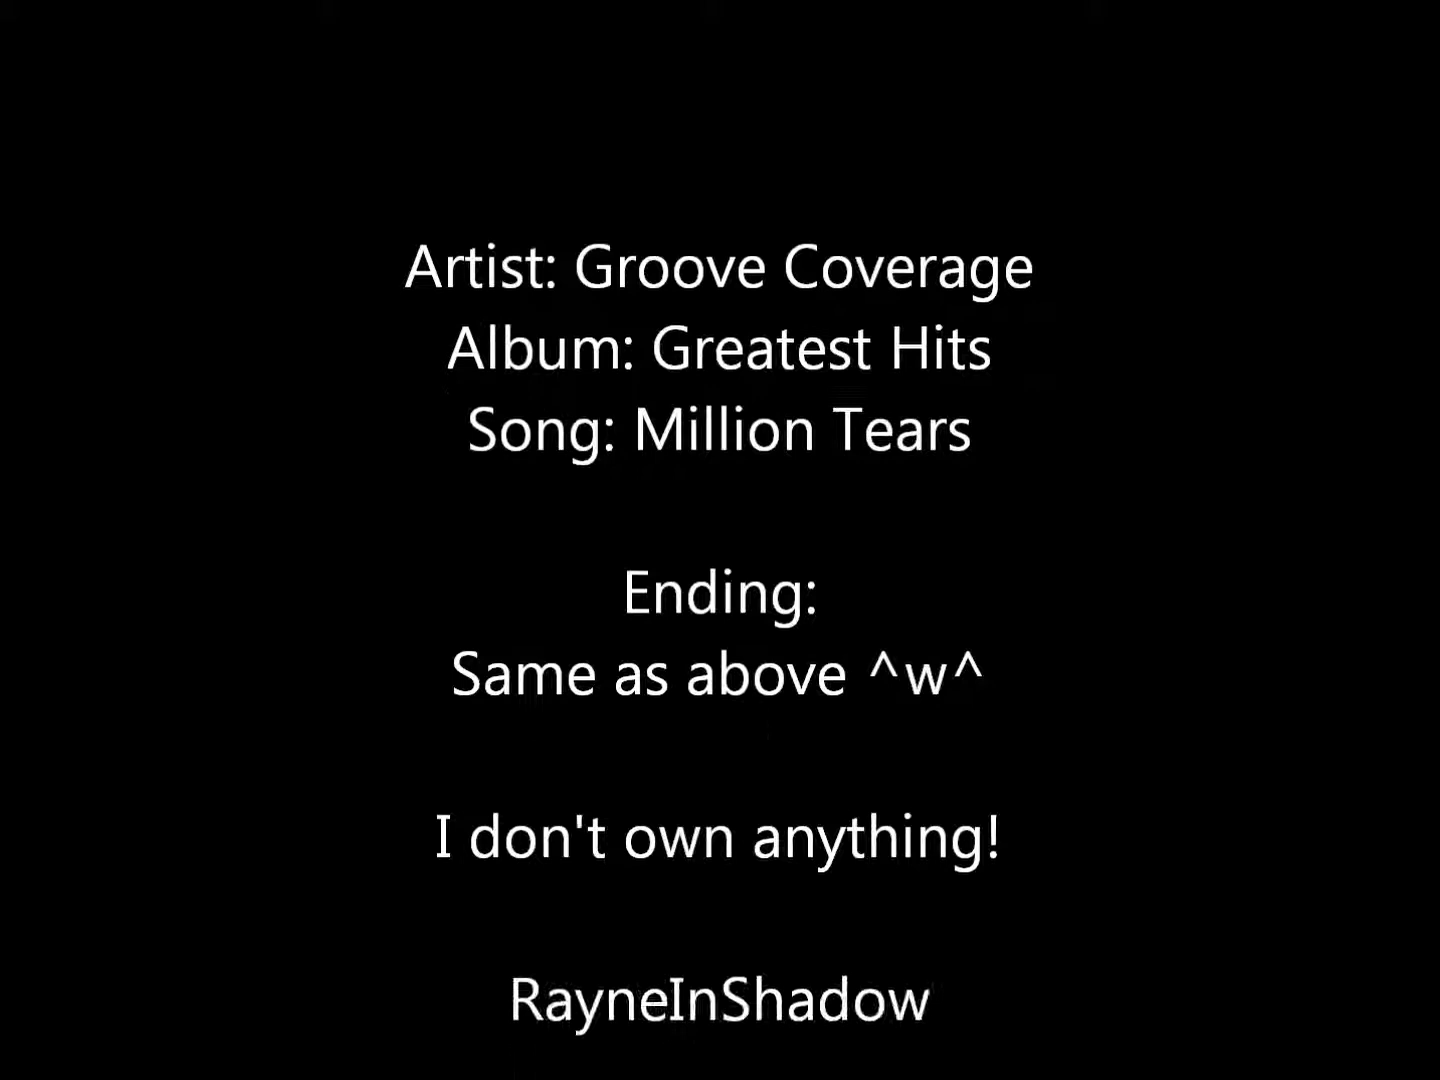 Artist: Groove Coverage
Album: Greatest Hits
Song: Million Tears
Ending:
Same as above ^w^
I don't own anything!
RayneInShadow